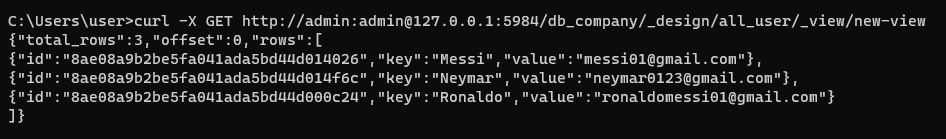 C:\Users\user>curl -X GET http://admin:admin@127.0.0.1:5984/db_company/_design/all_user/_view/new-view
{"total_rows":3,"offset":0,"rows":[
{"id":"8ae08a9b2be5fa041ada5bd44d014026","key":"Messi","value":"messi01@gmail.com"},
{"id":"8ae08a9b2be5fa041ada5bd44d014f6c","key":"Neymar","value":"neymar0123@gmail.com"},
{"id":"8ae08a9b2be5fa041ada5bd44d000c24","key":"Ronaldo","value":"ronaldomessi01@gmail.com"}
]}